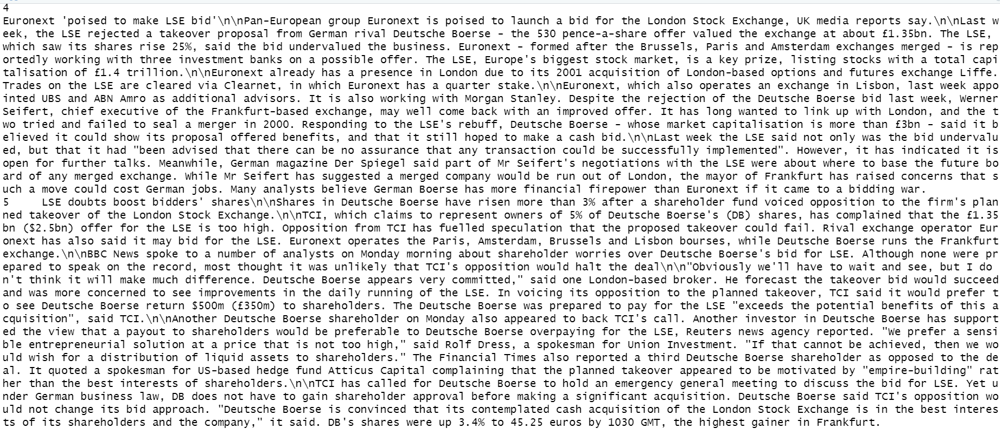 4
Euronext 'poised to make LSE bid'\n\nPan-European group Euronext is poised to launch a bid for the London Stock Exchange, UK media reports say.\n\nLast w
eek, the LSE rejected a takeover proposal from German rival Deutsche Boerse - the 530 pence-a-share offer valued the exchange at about £1.35bn. The LSE,
which saw its shares rise 25%, said the bid undervalued the business. Euronext - formed after the Brussels, Paris and Amsterdam exchanges merged - is rep
ortedly working with three investment banks on a possible offer. The LSE, Europe's biggest stock market, is a key prize, listing stocks with a total capi
talisation of £1.4 trillion.\n\nEuronext already has a presence in London due to its 2001 acquisition of London-based options and futures exchange Liffe.
Trades on the LSE are cleared via Clearnet, in which Euronext has a quarter stake.\n\nEuronext, which also operates an exchange in Lisbon, last week appo
inted UBS and ABN Amro as additional advisors. It is also working with Morgan Stanley. Despite the rejection of the Deutsche Boerse bid last week, Werner
Seifert, chief executive of the Frankfurt-based exchange, may well come back with an improved offer. It has long wanted to link up with London, and the t
wo tried and failed to seal a merger in 2000. Responding to the LSE's rebuff, Deutsche Boerse - whose market capitalisation is more than £3bn - said it b
elieved it could show its proposal offered benefits, and that it still hoped to make a cash bid.\n\nLast week the LSE said not only was the bid undervalu
ed, but that it had "been advised that there can be no assurance that any transaction could be successfully implemented". However, it has indicated it is
open for further talks. Meanwhile, German magazine Der Spiegel said part of Mr Seifert's negotiations with the LSE were about where to base the future bo
ard of any merged exchange. While Mr Seifert has suggested a merged company would be run out of London, the mayor of Frankfurt has raised concerns that s
uch a move could cost German jobs. Many analysts believe German Boerse has more financial firepower than Euronext if it came to a bidding war.
5 LSE doubts boost bidders' shares\n\nShares in Deutsche Boerse have risen more than 3% after a shareholder fund voiced opposition to the firm's plan
ned takeover of the London Stock Exchange.\n\nTCI, which claims to represent owners of 5% of Deutsche Boerse's (DB) shares, has complained that the £1.35
bn ($2.5bn) offer for the LSE is too high. Opposition from TCI has fuelled speculation that the proposed takeover could fail. Rival exchange operator Eur
onext has also said it may bid for the LSE. Euronext operates the Paris, Amsterdam, Brussels and Lisbon bourses, while Deutsche Boerse runs the Frankfurt
exchange.\n\nBBC News spoke to a number of analysts on Monday morning about shareholder worries over Deutsche Boerse's bid for LSE. Although none were pr
epared to speak on the record, most thought it was unlikely that TCI's opposition would halt the deal\n\n"Obviously we'll have to wait and see, but I do
n't think it will make much difference. Deutsche Boerse appears very committed," said one London-based broker. He forecast the takeover bid would succeed
and was more concerned to see improvements in the daily running of the LSE. In voicing its opposition to the planned takeover, TCI said it would prefer t
o see Deutsche Boerse return $500m (£350m) to shareholders. The Deutsche Boerse was prepared to pay for the LSE "exceeds the potential benefits of this a
cquisition", said TCI.\n\nAnother Deutsche Boerse shareholder on Monday also appeared to back TCI's call. Another investor in Deutsche Boerse has support
ed the view that a payout to shareholders would be preferable to Deutsche Boerse overpaying for the LSE, Reuters news agency reported. "We prefer a sensi
ble entrepreneurial solution at a price that is not too high," said Rolf Dress, a spokesman for Union Investment. "If that cannot be achieved, then we wo
uld wish for a distribution of liquid assets to shareholders." The Financial Times also reported a third Deutsche Boerse shareholder as opposed to the de
al. It quoted a spokesman for US-based hedge fund Atticus Capital complaining that the planned takeover appeared to be motivated by "empire-building" rat
her than the best interests of shareholders.\n\nTCI has called for Deutsche Boerse to hold an emergency general meeting to discuss the bid for LSE. Yet u
nder German business law, DB does not have to gain shareholder approval before making a significant acquisition. Deutsche Boerse said TCI's opposition wo
uld not change its bid approach. "Deutsche Boerse is convinced that its contemplated cash acquisition of the London Stock Exchange is in the best interes
ts of its shareholders and the company," it said. DB's shares were up 3.4% to 45.25 euros by 1030 GMT, the highest gainer in Frankfurt.